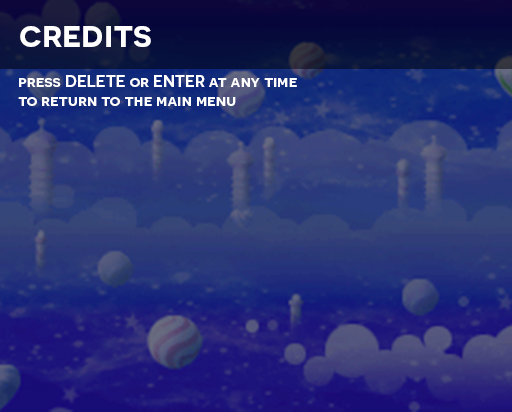 CREDITS
PRESS DELETE OR ENTER AT ANY TIME
TO RETURN TO THE MAIN MENU